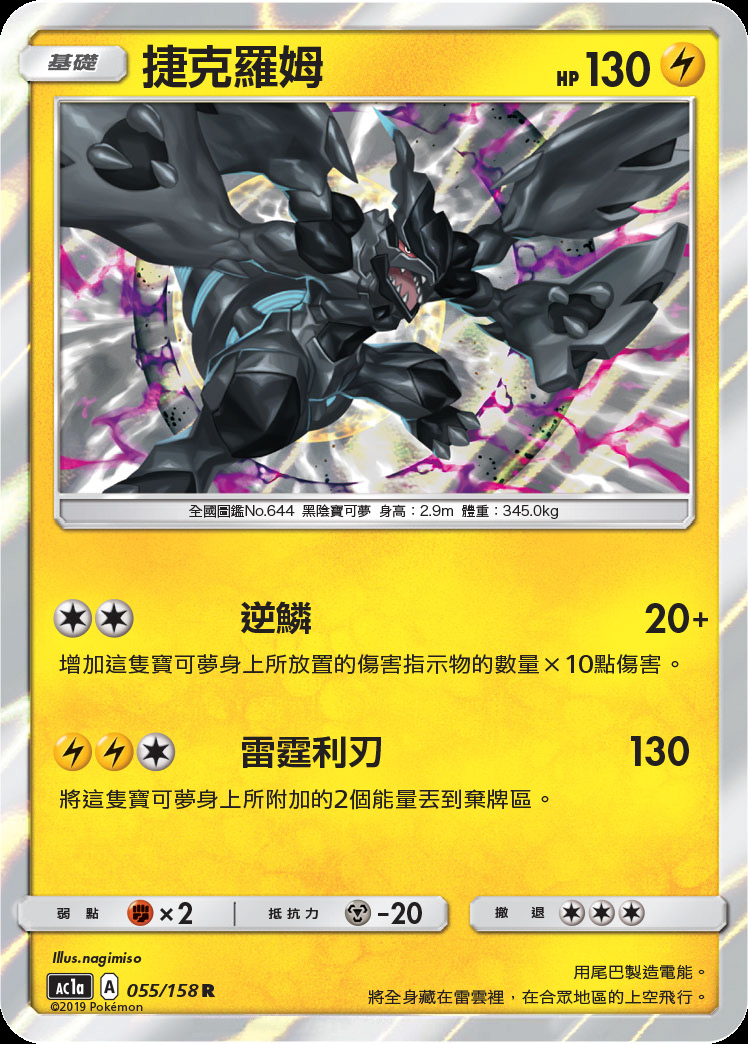 基礎 捷克羅姆 HP 130
全國圖鑑No.644 黑陰寶可夢 身高：2.9m 體重：345.0kg
逆鱗 20+
增加這隻寶可夢身上所放置的傷害指示物的數量×10點傷害。
雷霆利刃 130
將這隻寶可夢身上所附加的2個能量丟到棄牌區。
弱點 ×2 抵抗力 -20 撤退
Illus.nagimiso
用尾巴製造電能。
AC1a A 055/158 R
將全身藏在雷雲裡，在合眾地區的上空飛行。
©2019 Pokémon